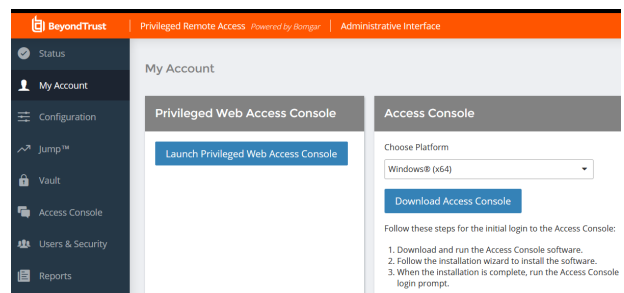 BeyondTrust Privileged Remote Access Powered by Bomgar Administrative Interface
Status
My Account
Configuration
Jump™
Vault
Access Console
Users & Security
Reports
My Account
Privileged Web Access Console
Launch Privileged Web Access Console
Access Console
Choose Platform
Windows® (x64)
Download Access Console
Follow these steps for the initial login to the Access Console:
1. Download and run the Access Console software.
2. Follow the installation wizard to install the software.
3. When the installation is complete, run the Access Console
login prompt.